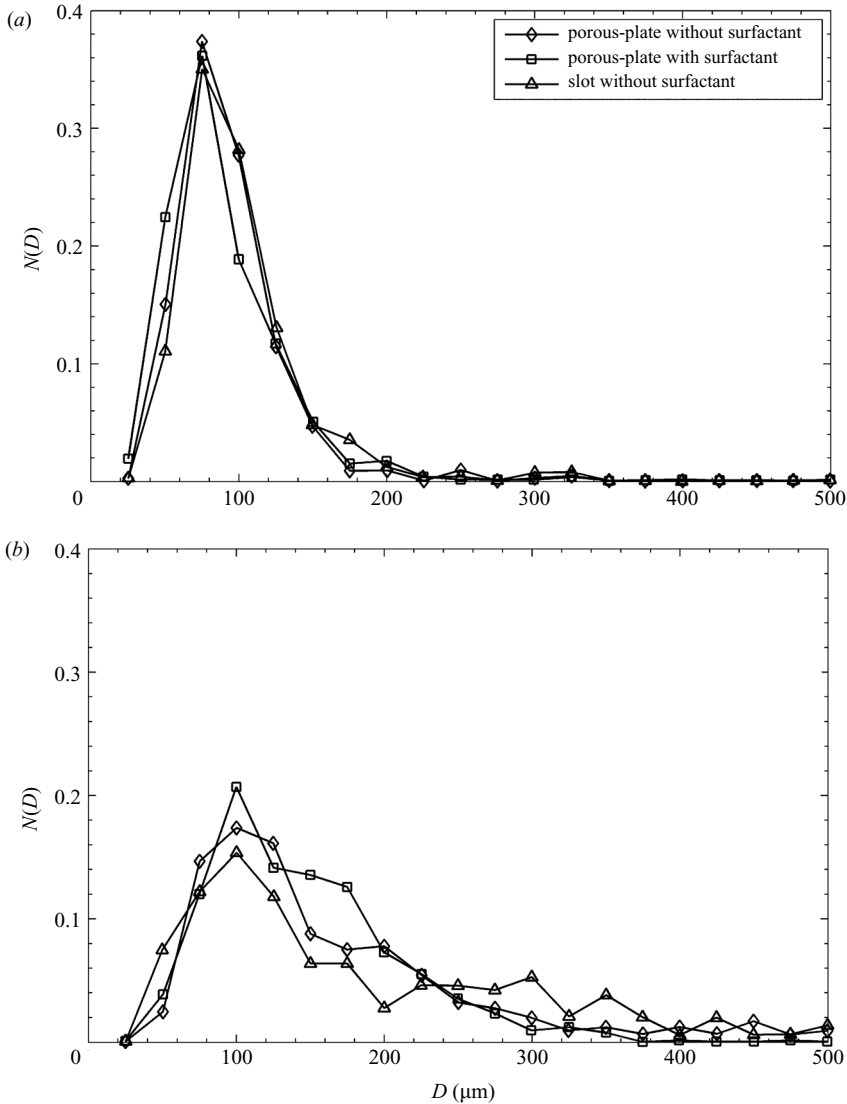 (a)
0.4
porous-plate without surfactant
porous-plate with surfactant
slot without surfactant
0.3
N(D)
0.2
0.1
0 100 200 300 400 500
(b)
0.4
0.3
N(D)
0.2
0.1
0 100 200 300 400 500
D (μm)